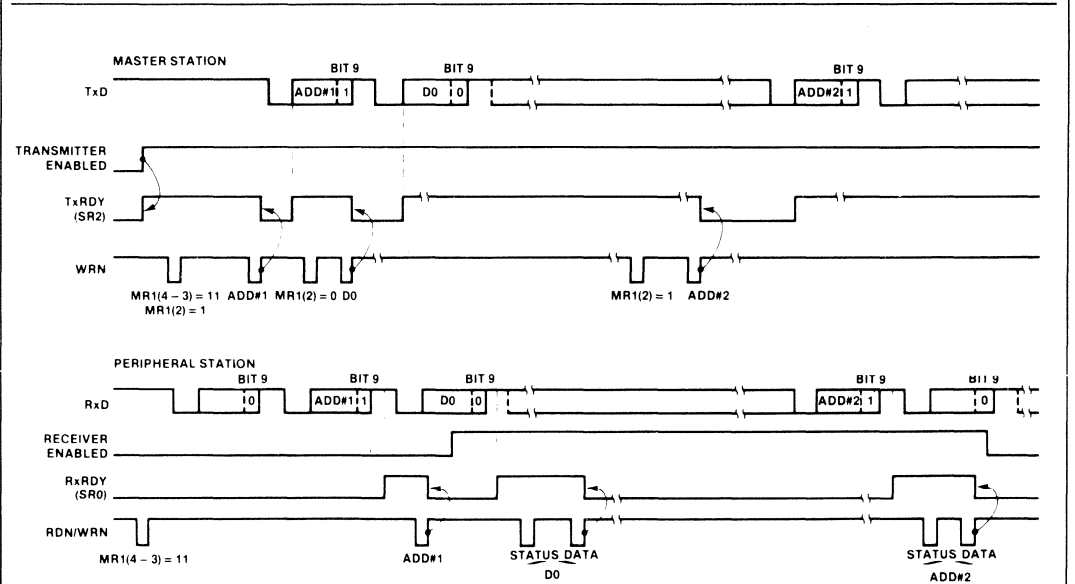 MASTER STATION
BIT 9 BIT 9 BIT 9
TxD ADD#1 1 D0 0 ADD#2 1
TRANSMITTER
ENABLED
TxRDY
(SR2)
WRN
MR1(4 – 3) = 11 ADD#1 MR1(2) = 0 D0 MR1(2) = 1 ADD#2
MR1(2) = 1
PERIPHERAL STATION
BIT 9 BIT 9 BIT 9 BIT 9 BIT 9
RxD 0 ADD#1 1 D0 0 ADD#2 1 0
RECEIVER
ENABLED
RxRDY
(SR0)
RDN/WRN
MR1(4 – 3) = 11 ADD#1 STATUS DATA STATUS DATA
D0 ADD#2